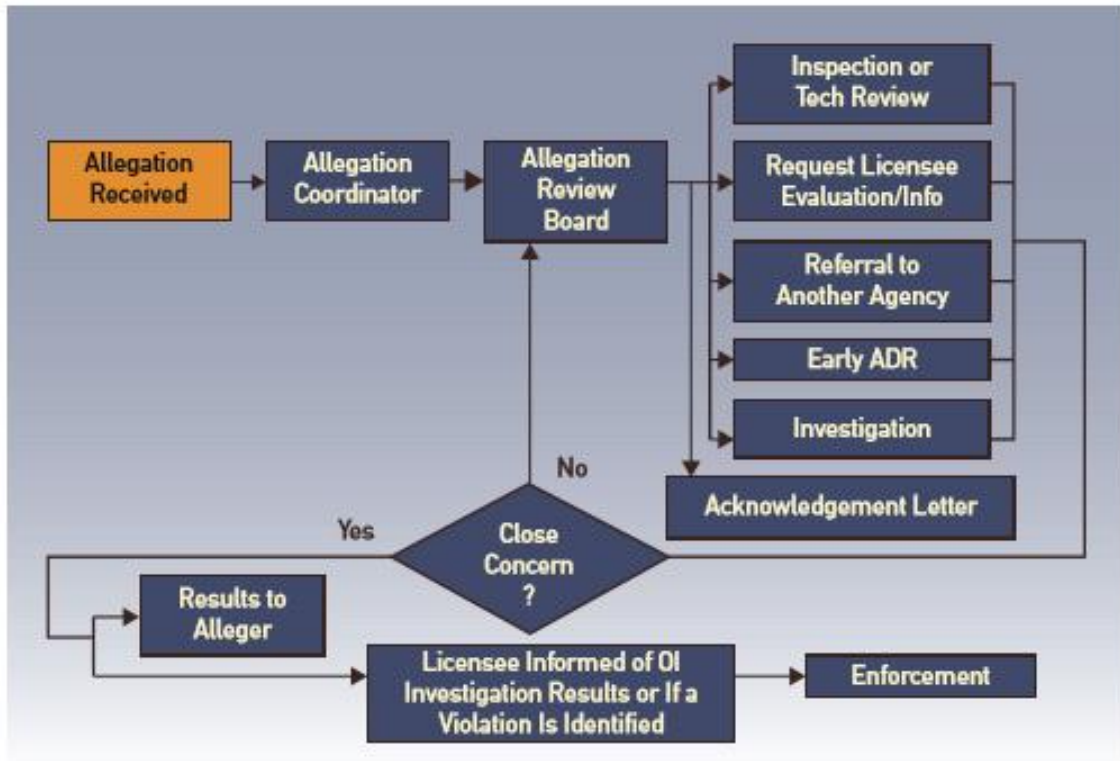 Allegation
Received
Allegation
Coordinator
Allegation
Review
Board
Inspection or
Tech Review
Request Licensee
Evaluation/Info
Referral to
Another Agency
Early ADR
Investigation
Acknowledgement Letter
No
Yes
Close
Concern
?
Results to
Alleger
Licensee Informed of OI
Investigation Results or If a
Violation Is Identified
Enforcement